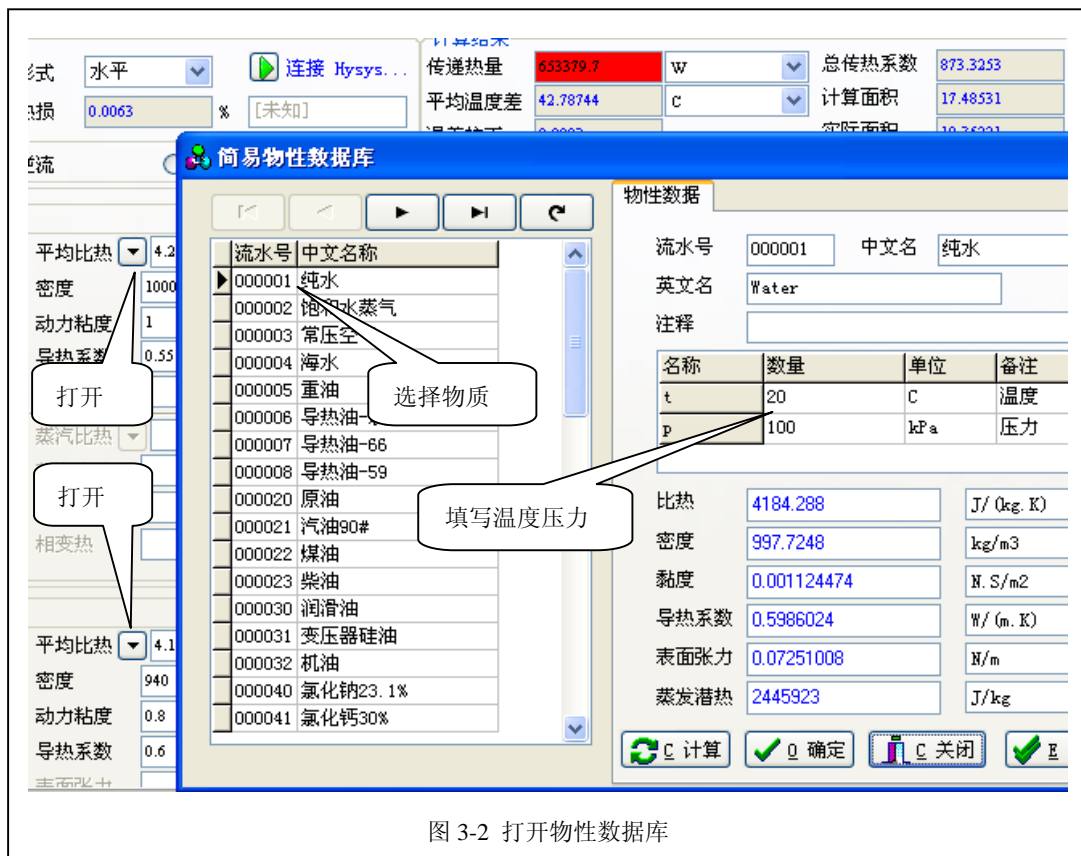 计算结果
形式 水平 连接 Hysys... 传递热量 653379.7 W 总传热系数 873.3253
热损 0.0063 % [未知] 平均温度差 42.78744 C 计算面积 17.48531
逆流
简易物性数据库
物性数据
流水号 中文名称
000001 纯水
000002 饱和水蒸气
000003 常压空
000004 海水
000005 重油
000006 导热油-
000007 导热油-66
000008 导热油-59
000020 原油
000021 汽油90#
000022 煤油
000023 柴油
000030 润滑油
000031 变压器硅油
000032 机油
000040 氯化钠23.1%
000041 氯化钙30%
流水号 000001 中文名 纯水
英文名 Water
注释
名称 数量 单位 备注
t 20 C 温度
p 100 kPa 压力
比热 4184.288 J/(kg.K)
密度 997.7248 kg/m3
黏度 0.001124474 N.S/m2
导热系数 0.5986024 W/(m.K)
表面张力 0.07251008 N/m
蒸发潜热 2445923 J/kg
C 计算 O 确定 C 关闭 E
平均比热 4.2
密度 1000
动力粘度 1
导热系数 0.55
打开
选择物质
蒸汽比热
打开
填写温度压力
相变热
平均比热 4.1
密度 940
动力粘度 0.8
导热系数 0.6
表面张力
图 3-2 打开物性数据库